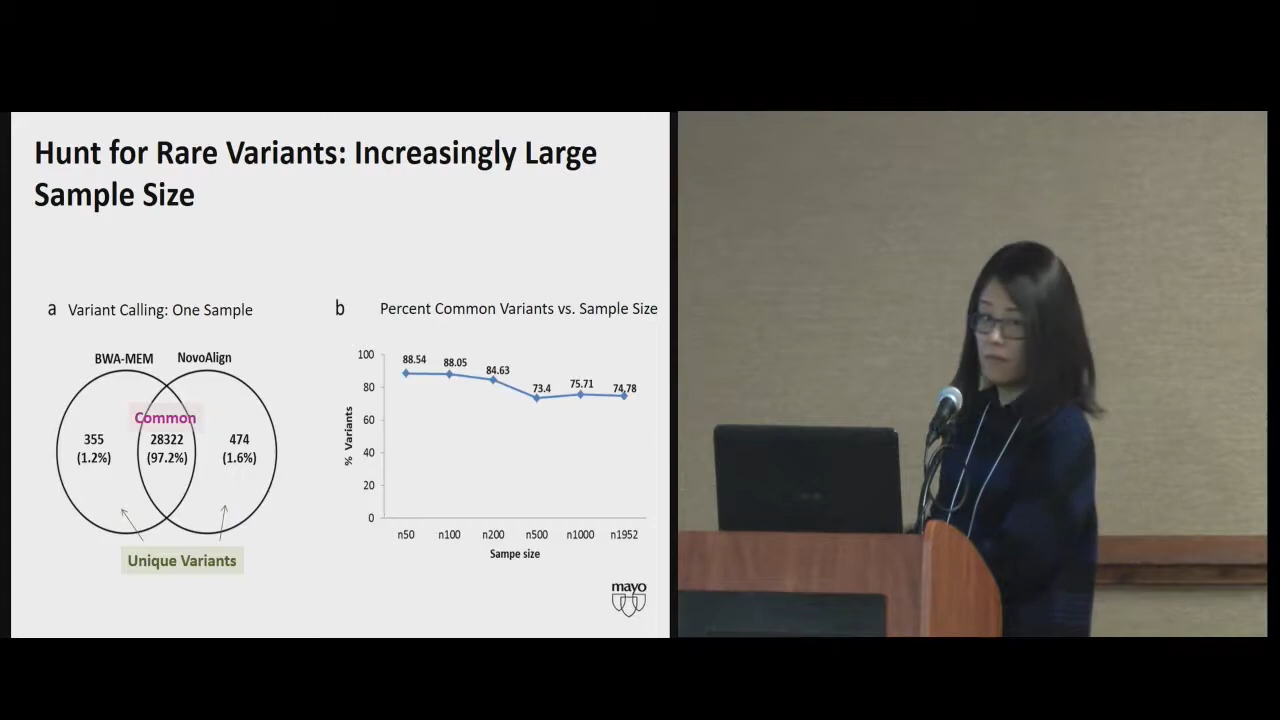 Hunt for Rare Variants: Increasingly Large
Sample Size
a Variant Calling: One Sample
BWA-MEM NovoAlign
Common
355 28322 474
(1.2%) (97.2%) (1.6%)
Unique Variants
b Percent Common Variants vs. Sample Size
100
80
60
40
20
0
% Variants
88.54 88.05 84.63 73.4 75.71 74,78
n50 n100 n200 n500 n1000 n1952
Sampe size
mayo